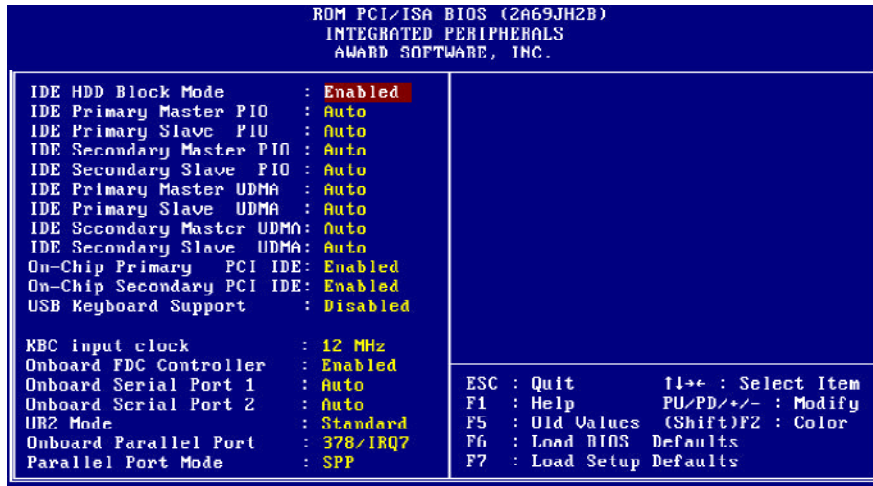 ROM PCI/ISA BIOS (2A69JH2B)
INTEGRATED PERIPHERALS
AWARD SOFTWARE, INC.
IDE HDD Block Mode : Enabled
IDE Primary Master PIO : Auto
IDE Primary Slave PIO : Auto
IDE Secondary Master PIO : Auto
IDE Secondary Slave PIO : Auto
IDE Primary Master UDMA : Auto
IDE Primary Slave UDMA : Auto
IDE Secondary Master UDMA: Auto
IDE Secondary Slave UDMA: Auto
On-Chip Primary PCI IDE: Enabled
On-Chip Secondary PCI IDE: Enabled
USB Keyboard Support : Disabled
KBC input clock : 12 MHz
Onboard FDC Controller : Enabled
Onboard Serial Port 1 : Auto
Onboard Serial Port 2 : Auto
UR2 Mode : Standard
Onboard Parallel Port : 378/IRQ7
Parallel Port Mode : SPP
ESC : Quit ↑↓→← : Select Item
F1 : Help PU/PD/+/- : Modify
F5 : Old Values (Shift)F2 : Color
F6 : Load BIOS Defaults
F7 : Load Setup Defaults